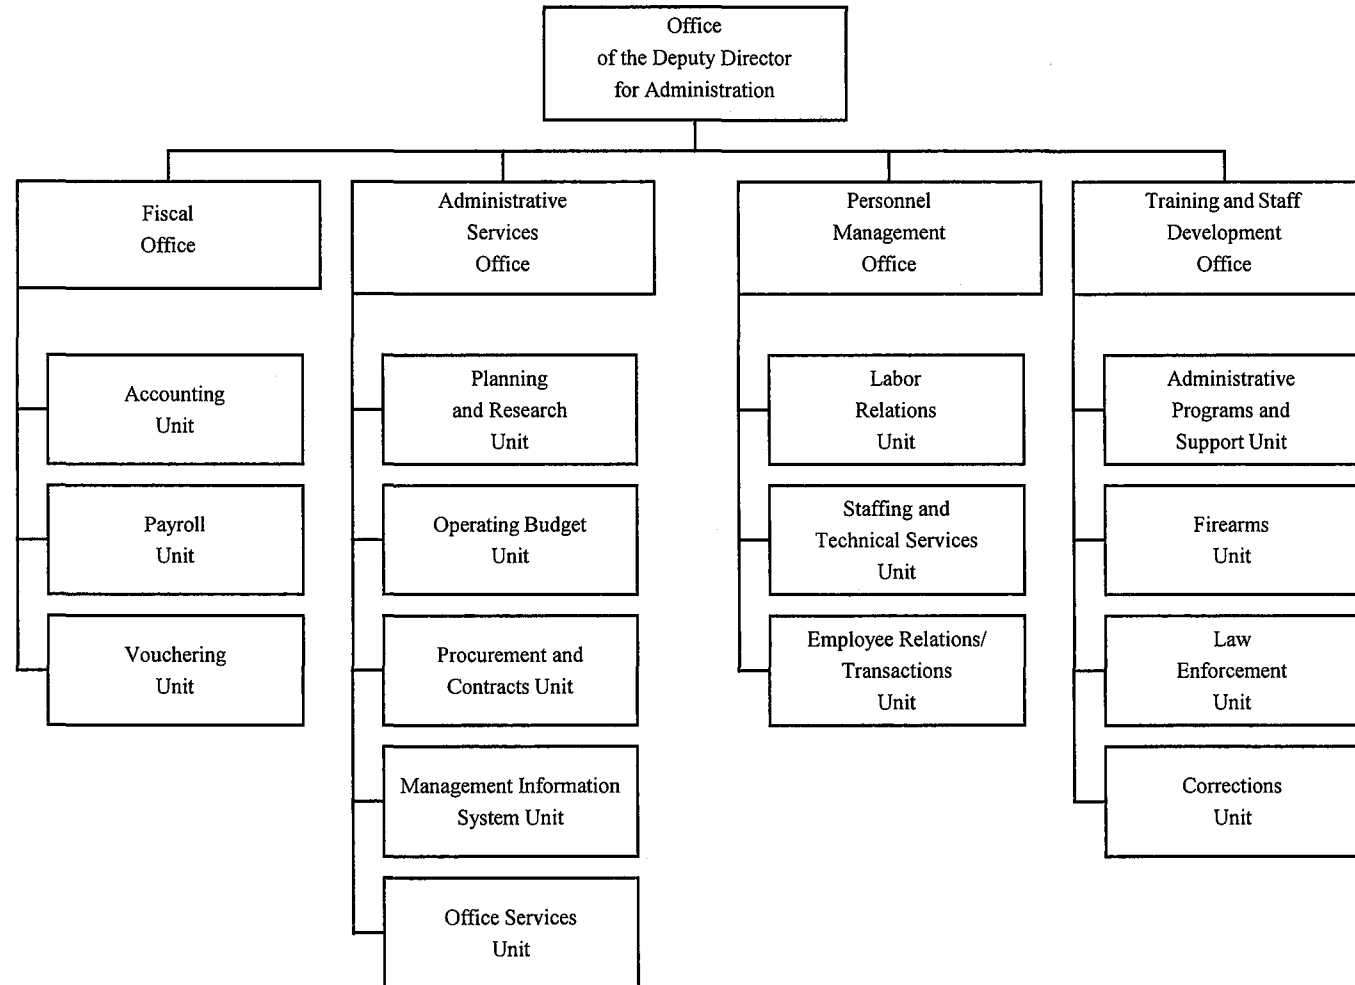 Office
of the Deputy Director
for Administration
Fiscal
Office
Administrative
Services
Office
Personnel
Management
Office
Training and Staff
Development
Office
Accounting
Unit
Payroll
Unit
Vouchering
Unit
Planning
and Research
Unit
Operating Budget
Unit
Procurement and
Contracts Unit
Management Information
System Unit
Office Services
Unit
Labor
Relations
Unit
Staffing and
Technical Services
Unit
Employee Relations/
Transactions
Unit
Administrative
Programs and
Support Unit
Firearms
Unit
Law
Enforcement
Unit
Corrections
Unit